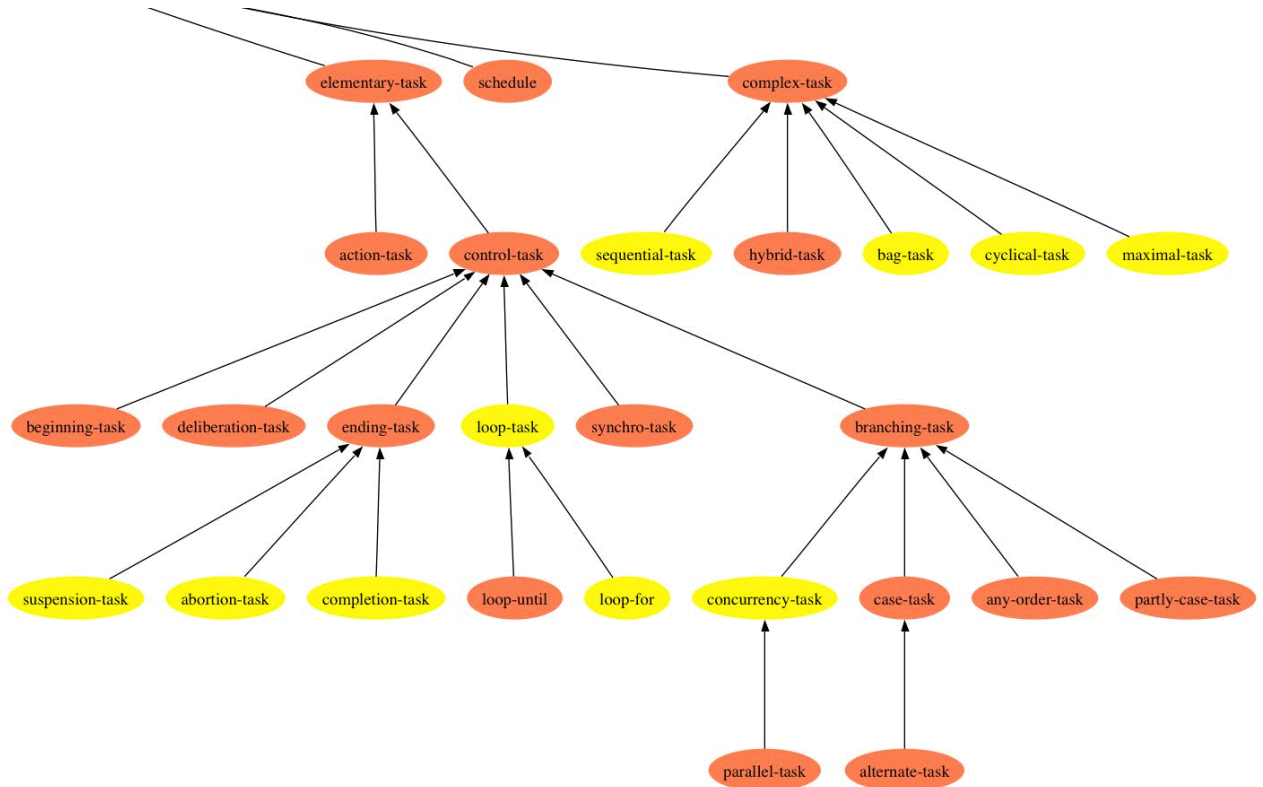 elementary-task
schedule
complex-task
action-task
control-task
sequential-task
hybrid-task
bag-task
cyclical-task
maximal-task
beginning-task
deliberation-task
ending-task
loop-task
synchro-task
branching-task
suspension-task
abortion-task
completion-task
loop-until
loop-for
concurrency-task
case-task
any-order-task
partly-case-task
parallel-task
alternate-task